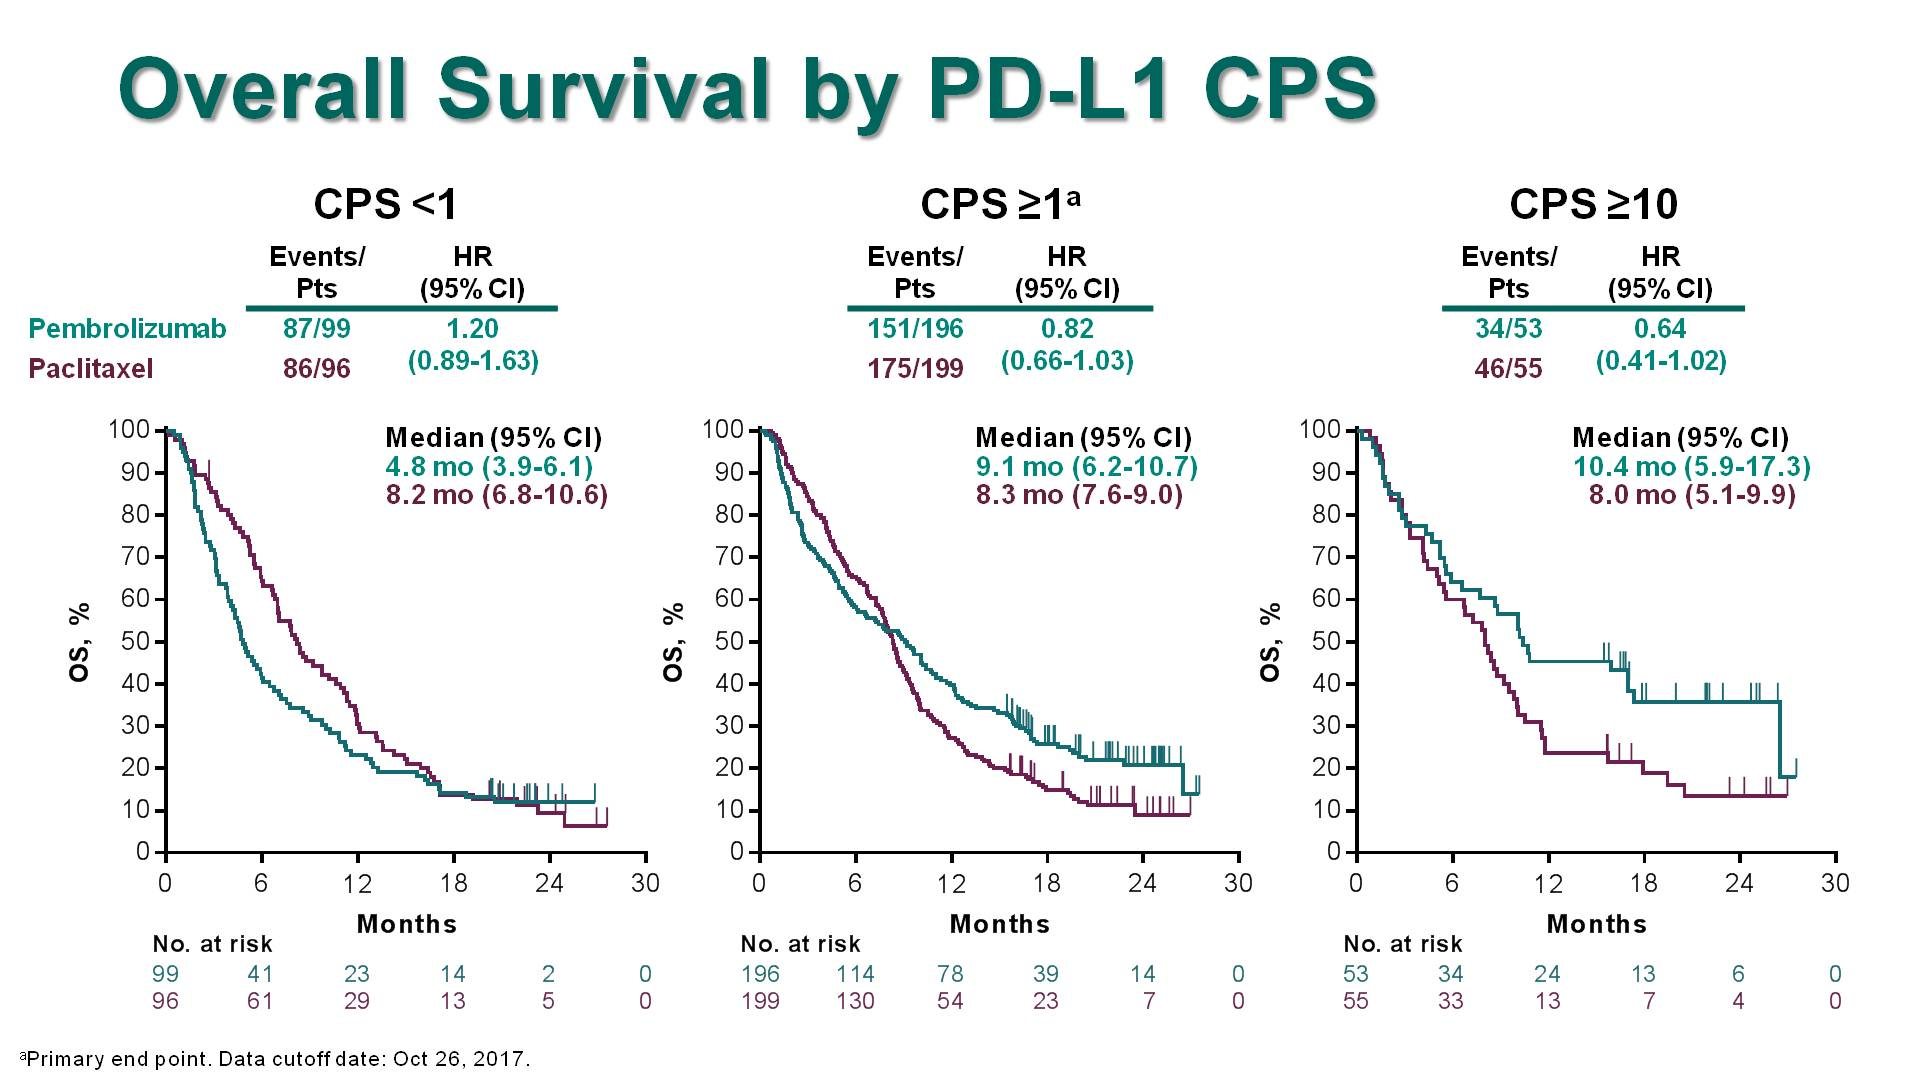 Overall Survival by PD-L1 CPS
CPS <1
Events/ HR
Pts (95% CI)
Pembrolizumab 87/99 1.20
(0.89-1.63)
Paclitaxel 86/96
Median (95% CI)
4.8 mo (3.9-6.1)
8.2 mo (6.8-10.6)
100
90
80
70
60
50
40
30
20
10
0
OS, %
0 6 12 18 24 30
Months
No. at risk
99 41 23 14 2 0
96 61 29 13 5 0
CPS ≥1ᵃ
Events/ HR
Pts (95% CI)
151/196 0.82
(0.66-1.03)
175/199
Median (95% CI)
9.1 mo (6.2-10.7)
8.3 mo (7.6-9.0)
100
90
80
70
60
50
40
30
20
10
0
OS, %
0 6 12 18 24 30
Months
No. at risk
196 114 78 39 14 0
199 130 54 23 7 0
CPS ≥10
Events/ HR
Pts (95% CI)
34/53 0.64
(0.41-1.02)
46/55
Median (95% CI)
10.4 mo (5.9-17.3)
8.0 mo (5.1-9.9)
100
90
80
70
60
50
40
30
20
10
0
OS, %
0 6 12 18 24 30
Months
No. at risk
53 34 24 13 6 0
55 33 13 7 4 0
ᵃPrimary end point. Data cutoff date: Oct 26, 2017.